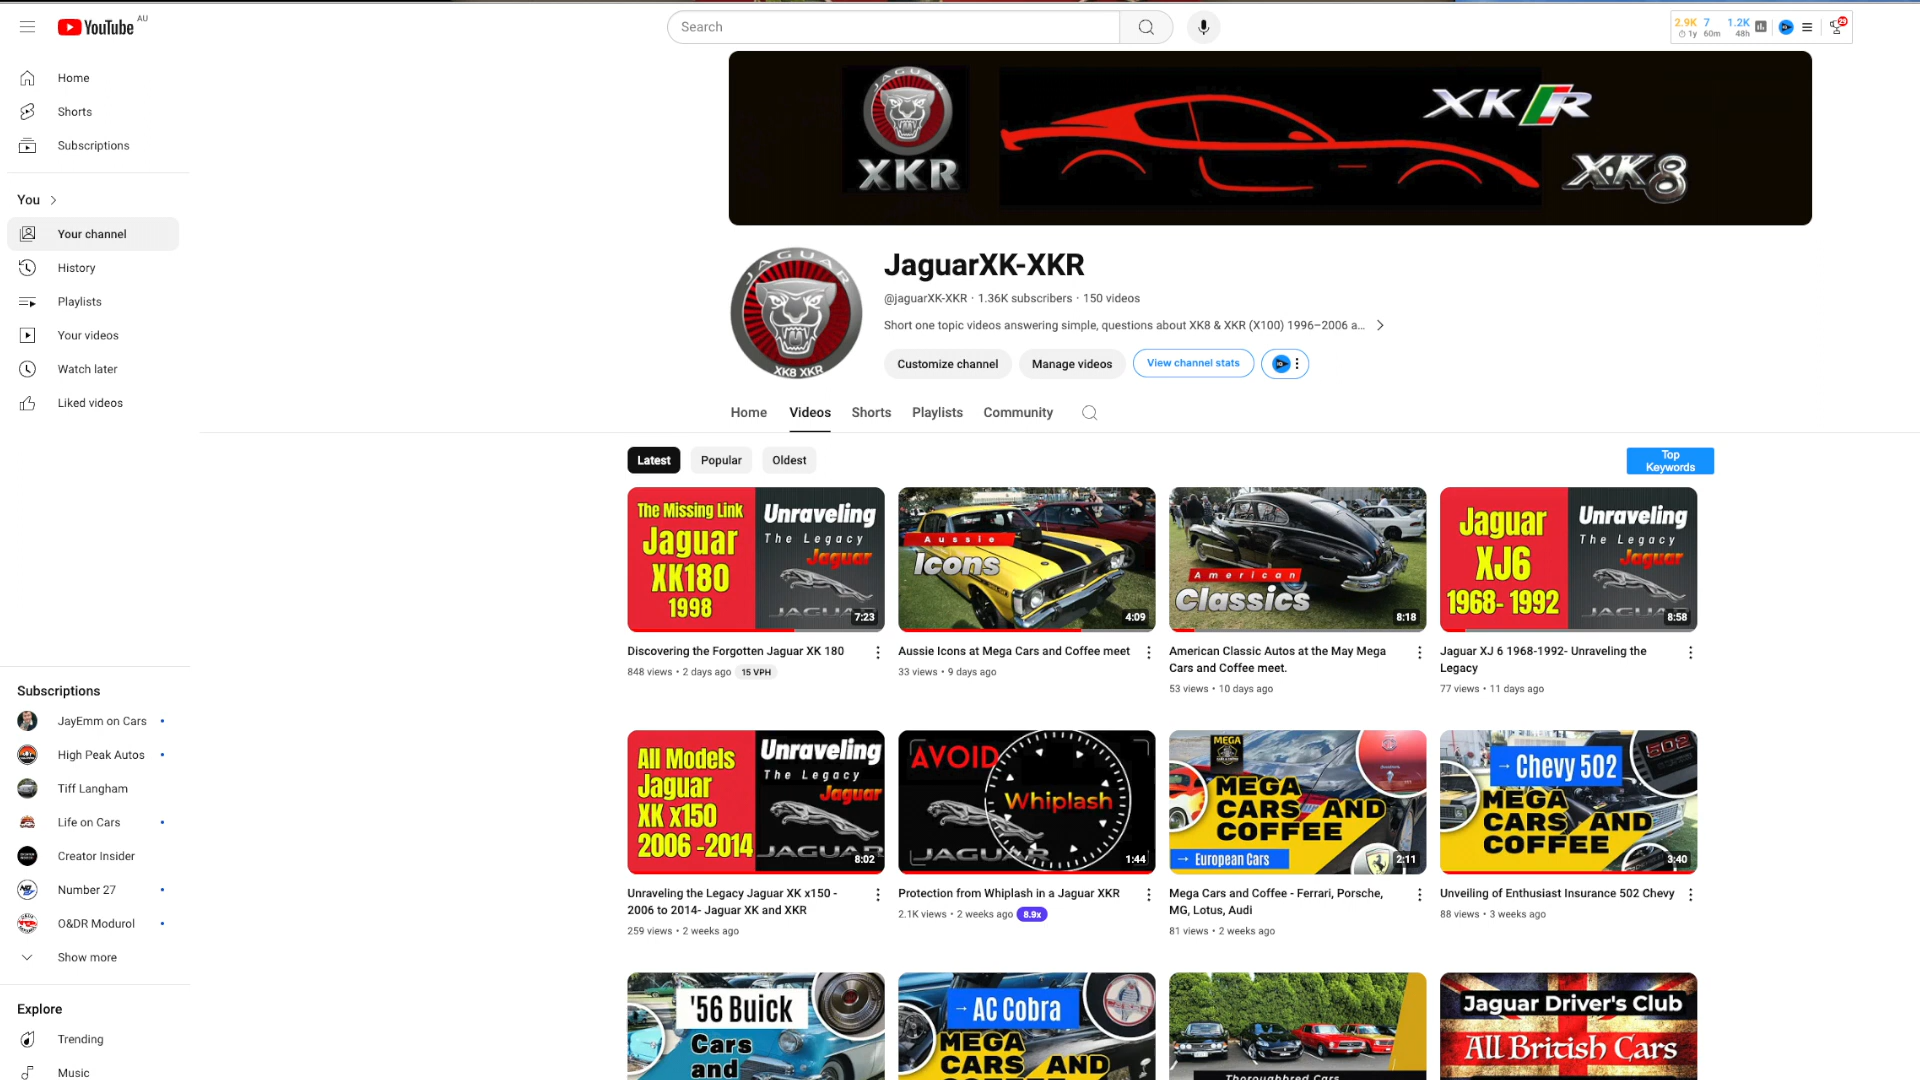 YouTube AU
Search
2.9K 7 1.2K
1y 60m 48h
29
Home
Shorts
Subscriptions
You
Your channel
History
Playlists
Your videos
Watch later
Liked videos
Subscriptions
JayEmm on Cars
High Peak Autos
Tiff Langham
Life on Cars
Creator Insider
Number 27
O&DR Modurol
Show more
Explore
Trending
Music
JAGUAR
XKR
XKR
XK8
JAGUAR
XK8 XKR
JaguarXK-XKR
@jaguarXK-XKR · 1.36K subscribers · 150 videos
Short one topic videos answering simple, questions about XK8 & XKR (X100) 1996–2006 a...
Customize channel
Manage videos
View channel stats
Home
Videos
Shorts
Playlists
Community
Latest
Popular
Oldest
Top
Keywords
The Missing Link
Jaguar
XK180
1998
Unraveling
The Legacy
Jaguar
JAGUAR
7:23
Discovering the Forgotten Jaguar XK 180
848 views • 2 days ago 15 VPH
Aussie
Icons
4:09
Aussie Icons at Mega Cars and Coffee meet
33 views • 9 days ago
American
Classics
8:18
American Classic Autos at the May Mega
Cars and Coffee meet.
53 views • 10 days ago
Jaguar
XJ6
1968- 1992
Unraveling
The Legacy
Jaguar
JAGUAR
8:58
Jaguar XJ 6 1968-1992- Unraveling the
Legacy
77 views • 11 days ago
All Models
Jaguar
XK x150
2006 -2014
Unraveling
The Legacy
Jaguar
JAGUAR
8:02
Unraveling the Legacy Jaguar XK x150 -
2006 to 2014- Jaguar XK and XKR
259 views • 2 weeks ago
AVOID
Whiplash
JAGUAR
1:44
Protection from Whiplash in a Jaguar XKR
2.1K views • 2 weeks ago 8.9x
MEGA
MEGA
CARS AND
COFFEE
→ European Cars
2:11
Mega Cars and Coffee - Ferrari, Porsche,
MG, Lotus, Audi
81 views • 2 weeks ago
502
→ Chevy 502
MEGA
CARS AND
COFFEE
3:40
Unveiling of Enthusiast Insurance 502 Chevy
88 views • 3 weeks ago
'56 Buick
Cars
and
→ AC Cobra
MEGA
CARS AND
COFFEE
Thoroughbred Cars
Jaguar Driver's Club
All British Cars